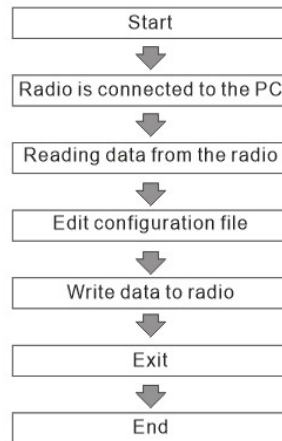 Start
Radio is connected to the PC
Reading data from the radio
Edit configuration file
Write data to radio
Exit
End